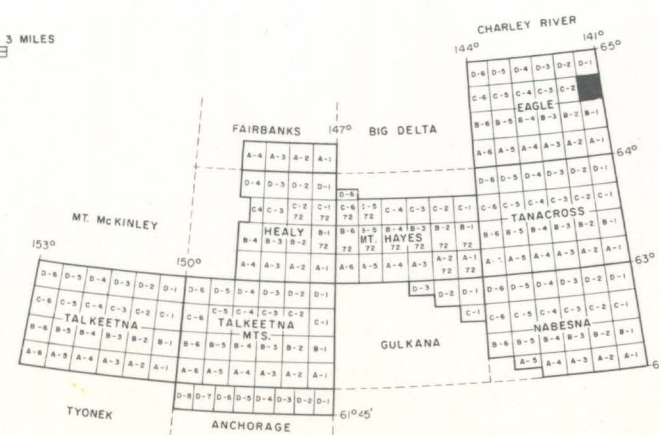 3 MILES
CHARLEY RIVER
144° 141°
65°
D-6 D-5 D-4 D-3 D-2 D-1
C-6 C-5 C-4 C-3 C-2
EAGLE
B-6 B-5 B-4 B-3 B-2 B-1
A-6 A-5 A-4 A-3 A-2 A-1
64°
FAIRBANKS 147° BIG DELTA
A-4 A-3 A-2 A-1
D-4 D-3 D-2 D-1
C4 C-3 C-2 C-1
72 72
HEALY
B-4 B-3 B-2 B-1
72
A-4 A-3 A-2 A-1
D-6
C-6 C-5 C-4 C-3 C-2 C-1
72 72
MT. HAYES
B-6 B-5 B-4 B-3 B-2 B-1
72 72 72 72 72 72
A-6 A-5 A-4 A-3 A-2 A-1
72 72
D-3 D-2 D-1
C-1
GULKANA
D-6 D-5 D-4 D-3 D-2 D-1
C-6 C-5 C-4 C-3 C-2 C-1
TANACROSS
B-6 B-5 B-4 B-3 B-2 B-1
A-5 A-4 A-3 A-2 A-1
63°
D-6 D-5 D-4 D-3 D-2 D-1
C-6 C-5 C-4 C-3 C-2 C-1
NABESNA
B-6 B-5 B-4 B-3 B-2 B-1
A-5 A-4 A-3 A-2 A-1
MT. McKINLEY
153° 150°
D-6 D-5 D-4 D-3 D-2 D-1
C-6 C-5 C-4 C-3 C-2 C-1
TALKEETNA
B-6 B-5 B-4 B-3 B-2 B-1
A-6 A-5 A-4 A-3 A-2 A-1
D-6 D-5 D-4 D-3 D-2 D-1
C-6 C-5 C-4 C-3 C-2 C-1
TALKEETNA
MTS.
B-6 B-5 B-4 B-3 B-2 B-1
A-6 A-5 A-4 A-3 A-2 A-1
D-8 D-7 D-6 D-5 D-4 D-3 D-2 D-1
61°45'
TYONEK
ANCHORAGE